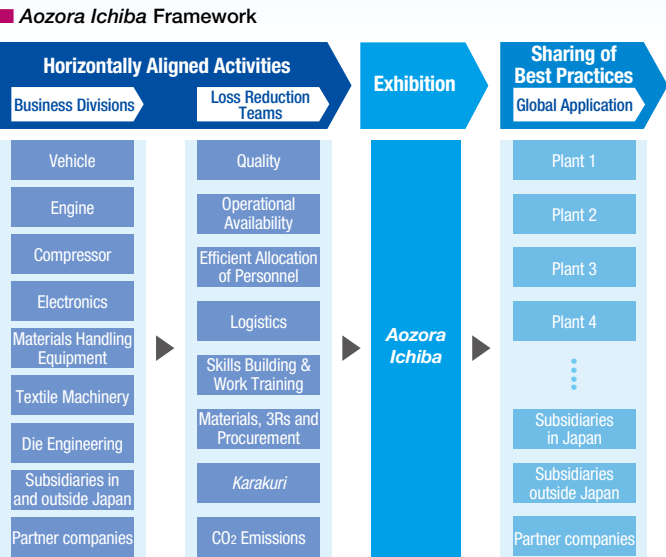 Aozora Ichiba Framework
Horizontally Aligned Activities
Business Divisions
Loss Reduction
Teams
Exhibition
Sharing of
Best Practices
Global Application
Vehicle
Engine
Compressor
Electronics
Materials Handling
Equipment
Textile Machinery
Die Engineering
Subsidiaries in
and outside Japan
Partner companies
Quality
Operational
Availability
Efficient Allocation
of Personnel
Logistics
Skills Building &
Work Training
Materials, 3Rs and
Procurement
Karakuri
CO2 Emissions
Aozora
Ichiba
Plant 1
Plant 2
Plant 3
Plant 4
Subsidiaries
in Japan
Subsidiaries
outside Japan
Partner companies